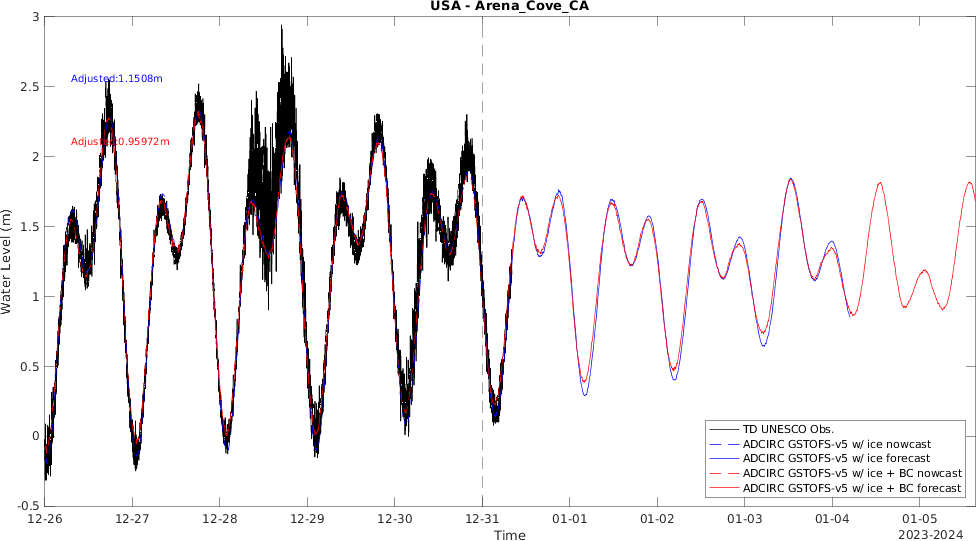 USA - Arena_Cove_CA
3
2.5
2
1.5
1
0.5
0
-0.5
Water Level (m)
Adjusted:1.1508m
Adjusted:0.95972m
TD UNESCO Obs.
ADCIRC GSTOFS-v5 w/ ice nowcast
ADCIRC GSTOFS-v5 w/ ice forecast
ADCIRC GSTOFS-v5 w/ ice + BC nowcast
ADCIRC GSTOFS-v5 w/ ice + BC forecast
12-26 12-27 12-28 12-29 12-30 12-31 01-01 01-02 01-03 01-04 01-05
Time
2023-2024